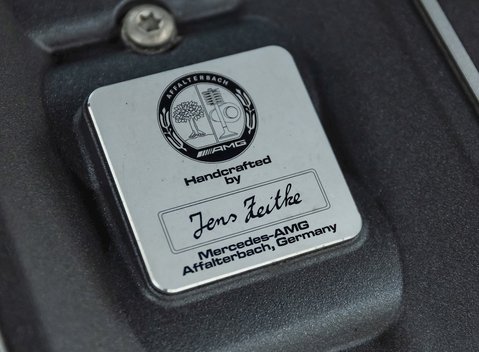 AFFALTERBACH
AMG
Handcrafted
by
Jens Zeitke
Mercedes-AMG
Affalterbach, Germany